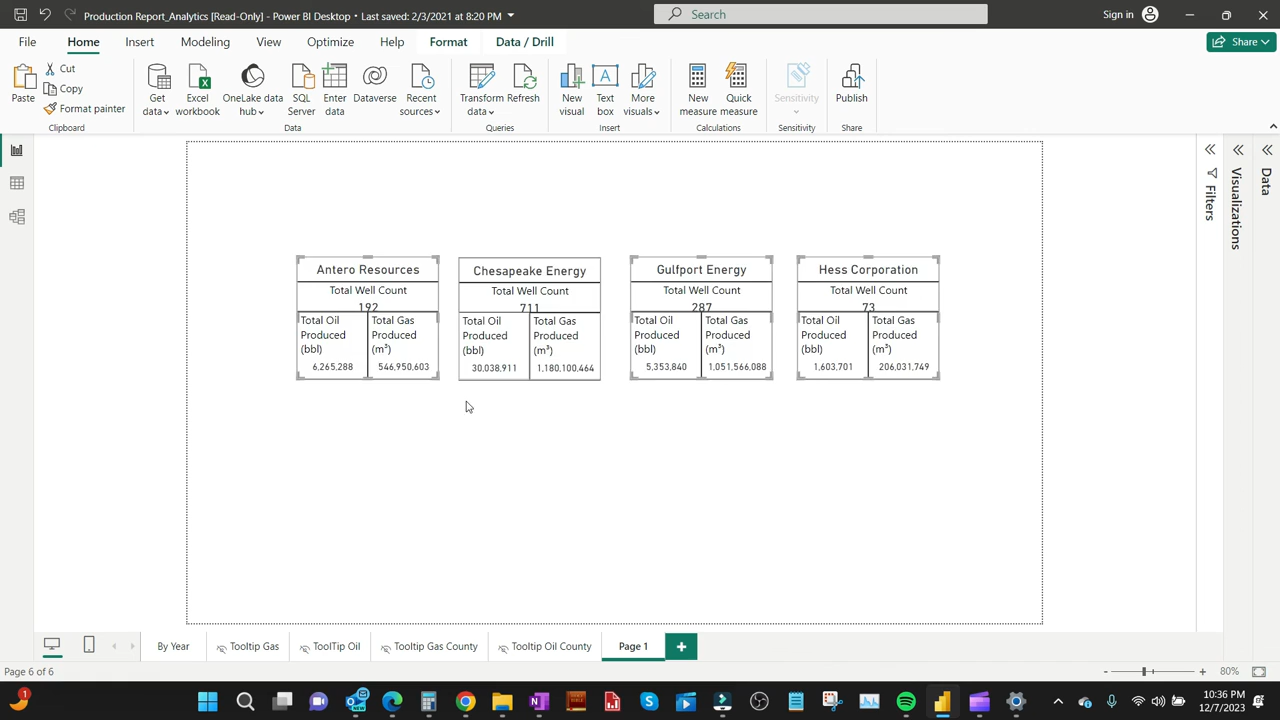 Production Report_Analytics [Read-Only] - Power BI Desktop • Last saved: 2/3/2021 at 8:20 PM
Search
Sign in
File Home Insert Modeling View Optimize Help Format Data / Drill
Share
Paste
Cut
Copy
Format painter
Clipboard
Get data
Excel workbook
OneLake data hub
SQL Server
Enter data
Dataverse
Recent sources
Data
Transform data
Refresh
Queries
New visual
Text box
More visuals
Insert
New measure
Quick measure
Calculations
Sensitivity
Sensitivity
Publish
Share
Antero Resources
Total Well Count
192
Total Oil
Produced
(bbl)
6,265,288
Total Gas
Produced
(m³)
546,950,603
Chesapeake Energy
Total Well Count
711
Total Oil
Produced
(bbl)
30,038,911
Total Gas
Produced
(m³)
1,180,100,464
Gulfport Energy
Total Well Count
287
Total Oil
Produced
(bbl)
5,353,840
Total Gas
Produced
(m³)
1,051,566,088
Hess Corporation
Total Well Count
73
Total Oil
Produced
(bbl)
1,603,701
Total Gas
Produced
(m³)
206,031,749
Filters
Visualizations
Data
By Year
Tooltip Gas
ToolTip Oil
Tooltip Gas County
Tooltip Oil County
Page 1
Page 6 of 6
80%
1
10:36 PM
12/7/2023